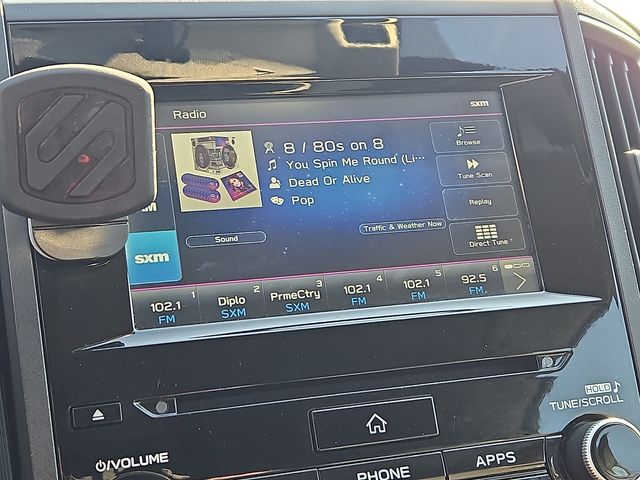 Radio
sxm
8 / 80s on 8
You Spin Me Round (Li...
Dead Or Alive
Pop
Browse
Tune Scan
Replay
Direct Tune
Sound
Traffic & Weather Now
sxm
1
102.1
FM
2
Diplo
SXM
3
PrmeCtry
SXM
4
102.1
FM
5
102.1
FM
6
92.5
FM
HOLD
TUNE/SCROLL
VOLUME
PHONE
APPS